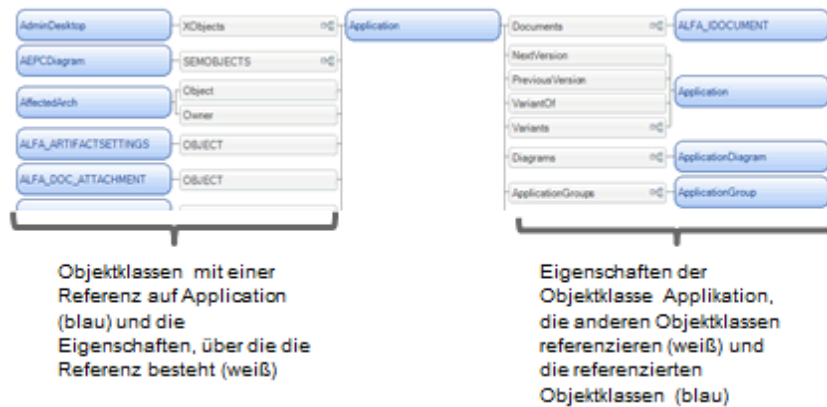 AdminDesktop
XObjects
Application
Documents
ALFA_IDOCUMENT
AEPCDiagram
SEMOBJECTS
NextVersion
PreviousVersion
VariantOf
Variants
Application
AffectedArch
Object
Owner
ALFA_ARTIFACTSETTINGS
OBJECT
Diagrams
ApplicationDiagram
ALFA_DOC_ATTACHMENT
OBJECT
ApplicationGroups
ApplicationGroup
Objektklassen mit einer
Referenz auf Application
(blau) und die
Eigenschaften, über die die
Referenz besteht (weiß)
Eigenschaften der
Objektklasse Applikation,
die anderen Objektklassen
referenzieren (weiß) und
die referenzierten
Objektklassen (blau)